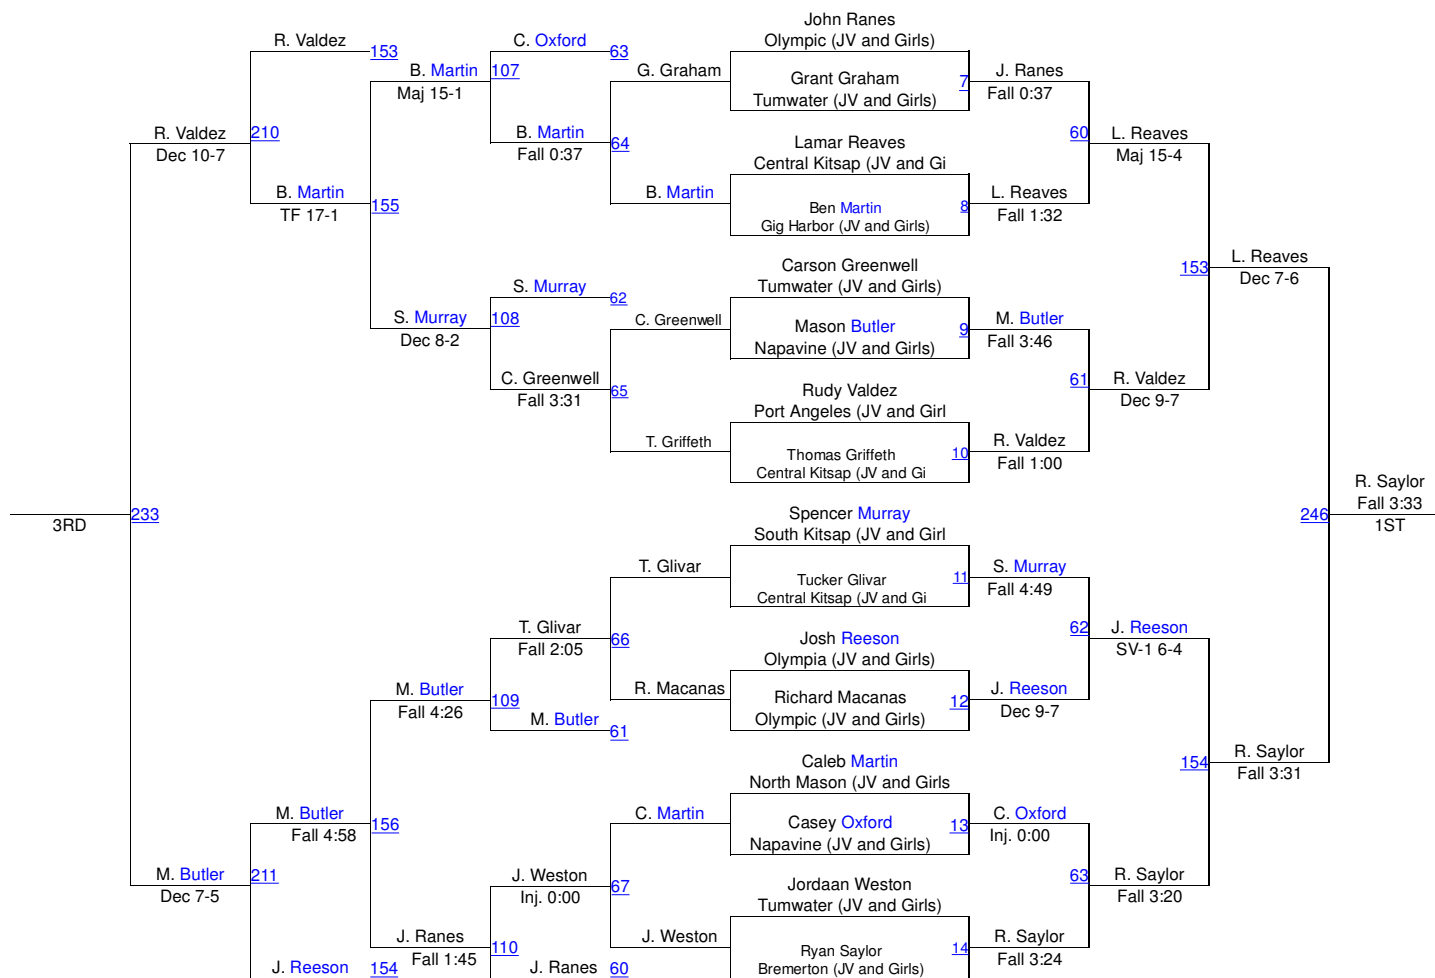 John Ranes
R. Valdez
C. Oxford
Olympic (JV and Girls)
153
63
B. Martin
107
G. Graham
Grant Graham
7
J. Ranes
Maj 15-1
Tumwater (JV and Girls)
Fall 0:37
R. Valdez
210
B. Martin
64
Lamar Reaves
60
L. Reaves
Dec 10-7
Fall 0:37
Central Kitsap (JV and Gi
Maj 15-4
B. Martin
155
B. Martin
Ben Martin
8
L. Reaves
TF 17-1
Gig Harbor (JV and Girls)
Fall 1:32
Carson Greenwell
153
L. Reaves
S. Murray
62
Tumwater (JV and Girls)
Dec 7-6
S. Murray
108
C. Greenwell
Mason Butler
9
M. Butler
Dec 8-2
Napavine (JV and Girls)
Fall 3:46
C. Greenwell
65
Rudy Valdez
61
R. Valdez
Fall 3:31
Port Angeles (JV and Girl
Dec 9-7
T. Griffeth
Thomas Griffeth
10
R. Valdez
Central Kitsap (JV and Gi
Fall 1:00
R. Saylor
3RD
233
Spencer Murray
246
Fall 3:33
South Kitsap (JV and Girl
1ST
T. Glivar
Tucker Glivar
11
S. Murray
Central Kitsap (JV and Gi
Fall 4:49
T. Glivar
66
Josh Reeson
62
J. Reeson
Fall 2:05
Olympia (JV and Girls)
SV-1 6-4
M. Butler
109
R. Macanas
Richard Macanas
12
J. Reeson
Fall 4:26
M. Butler
61
Olympic (JV and Girls)
Dec 9-7
Caleb Martin
154
R. Saylor
North Mason (JV and Girls
Fall 3:31
M. Butler
156
C. Martin
Casey Oxford
13
C. Oxford
Fall 4:58
Napavine (JV and Girls)
Inj. 0:00
M. Butler
211
J. Weston
67
Jordaan Weston
63
R. Saylor
Dec 7-5
Inj. 0:00
Tumwater (JV and Girls)
Fall 3:20
J. Ranes
110
J. Weston
Ryan Saylor
14
R. Saylor
J. Reeson
154
Fall 1:45
J. Ranes
60
Bremerton (JV and Girls)
Fall 3:24